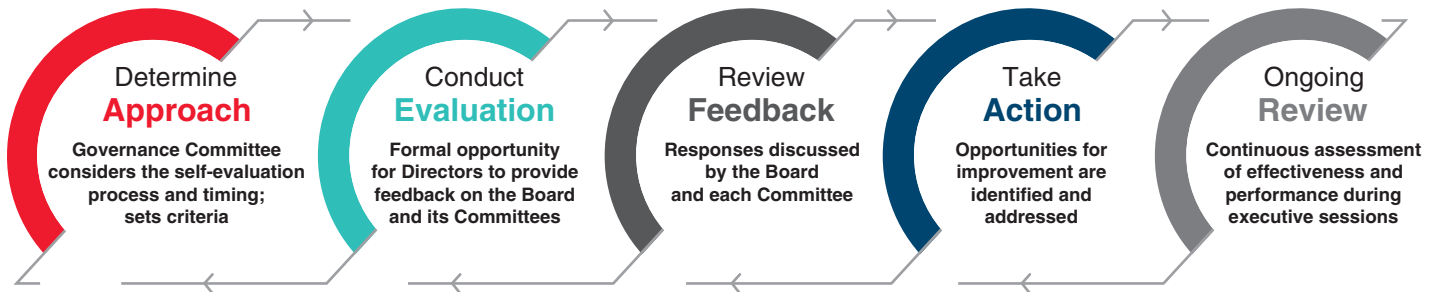 Determine
Approach
Governance Committee
considers the self-evaluation
process and timing;
sets criteria
Conduct
Evaluation
Formal opportunity
for Directors to provide
feedback on the Board
and its Committees
Review
Feedback
Responses discussed
by the Board
and each Committee
Take
Action
Opportunities for
improvement are
identified and
addressed
Ongoing
Review
Continuous assessment
of effectiveness and
performance during
executive sessions